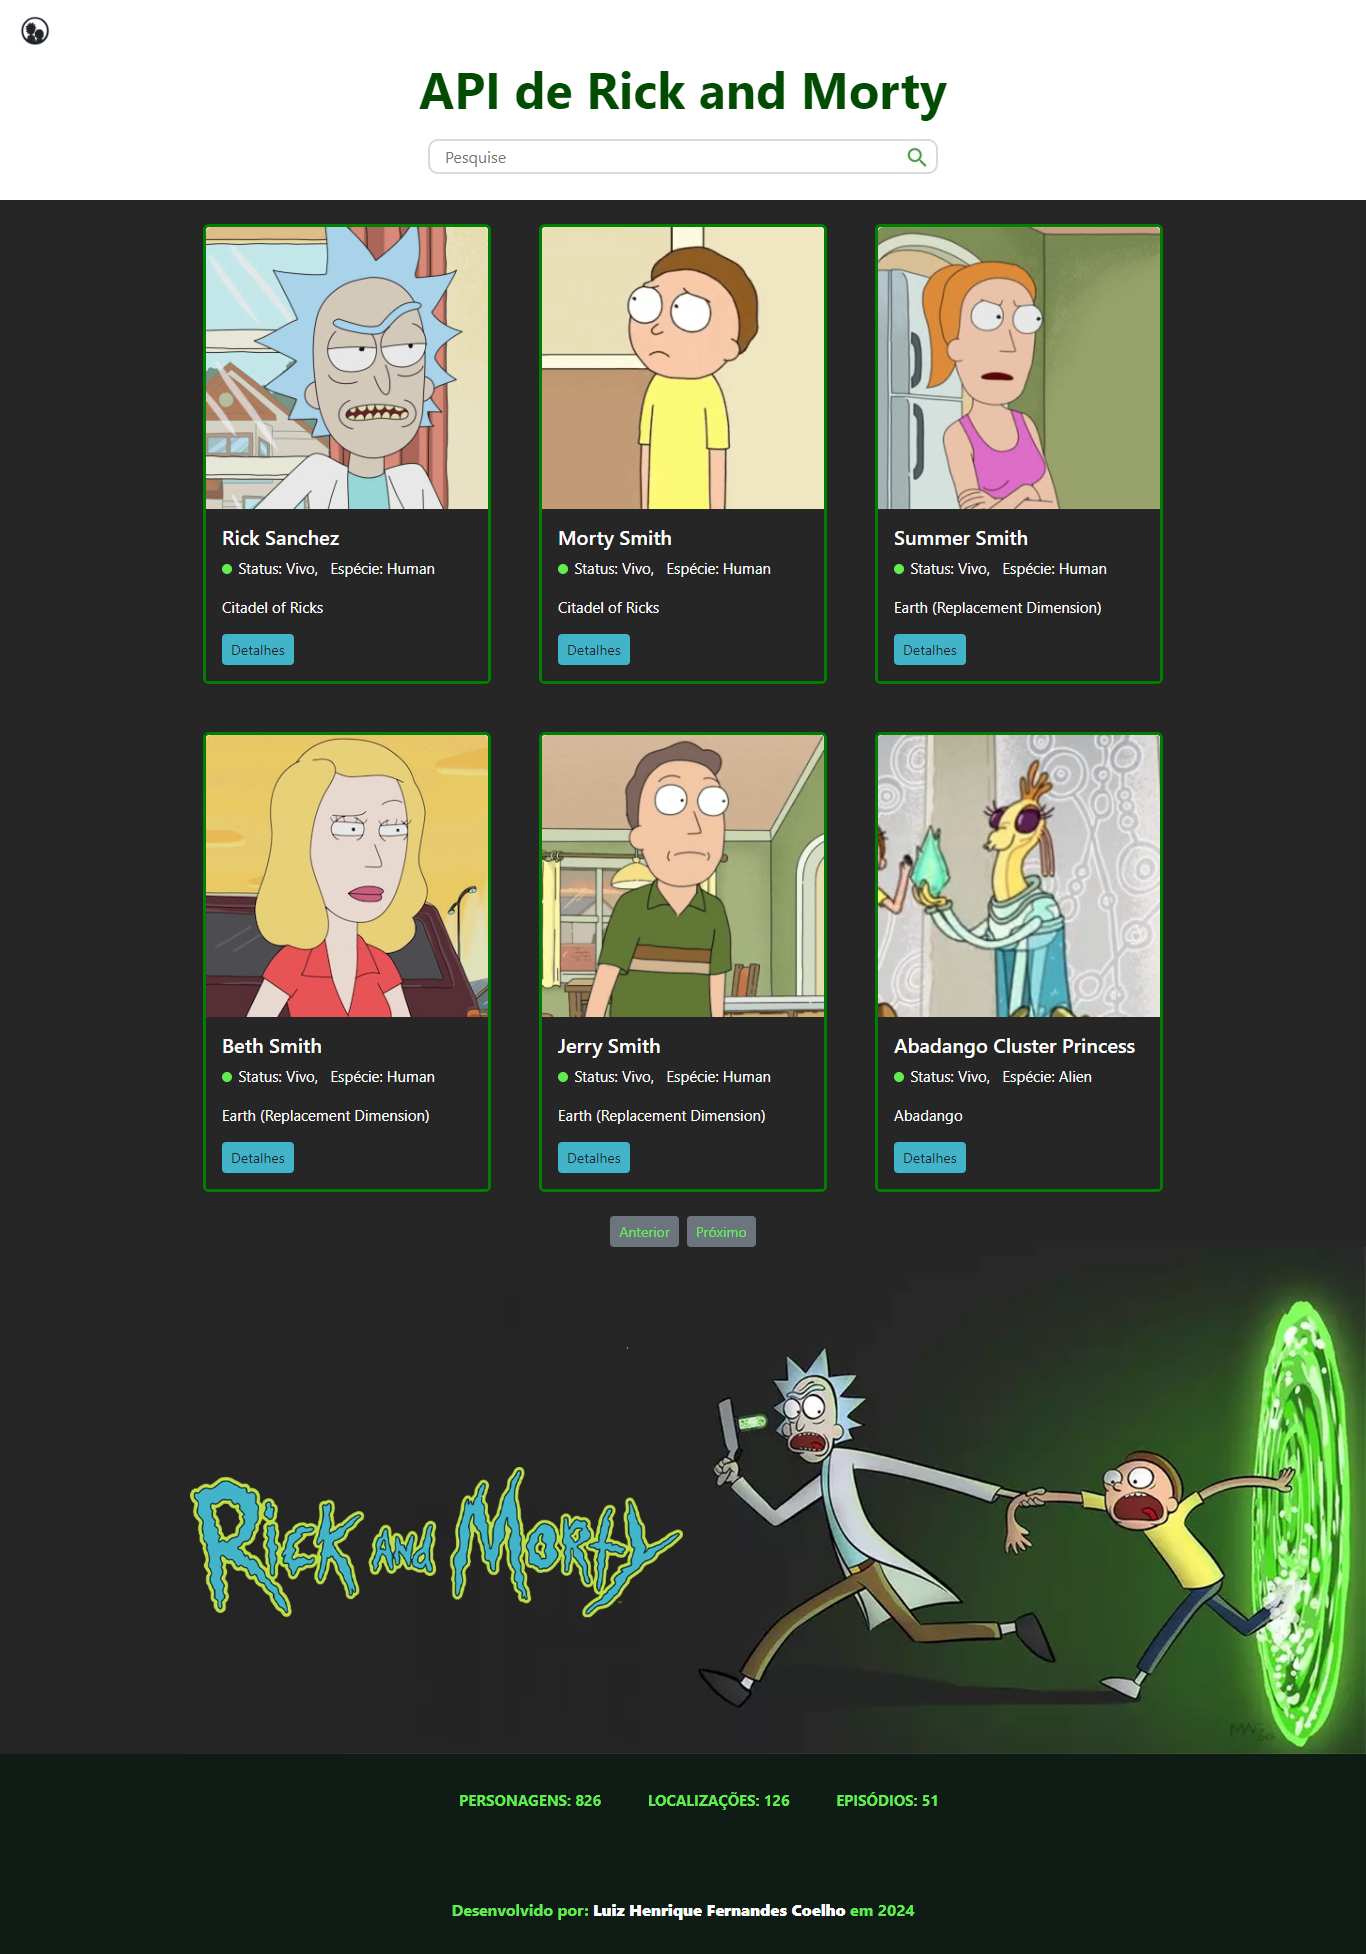 API de Rick and Morty
Pesquise
Rick Sanchez
Status: Vivo, Espécie: Human
Citadel of Ricks
Detalhes
Morty Smith
Status: Vivo, Espécie: Human
Citadel of Ricks
Detalhes
Summer Smith
Status: Vivo, Espécie: Human
Earth (Replacement Dimension)
Detalhes
Beth Smith
Status: Vivo, Espécie: Human
Earth (Replacement Dimension)
Detalhes
Jerry Smith
Status: Vivo, Espécie: Human
Earth (Replacement Dimension)
Detalhes
Abadango Cluster Princess
Status: Vivo, Espécie: Alien
Abadango
Detalhes
Anterior Próximo
Rick and Morty
PERSONAGENS: 826 LOCALIZAÇÕES: 126 EPISÓDIOS: 51
Desenvolvido por: Luiz Henrique Fernandes Coelho em 2024